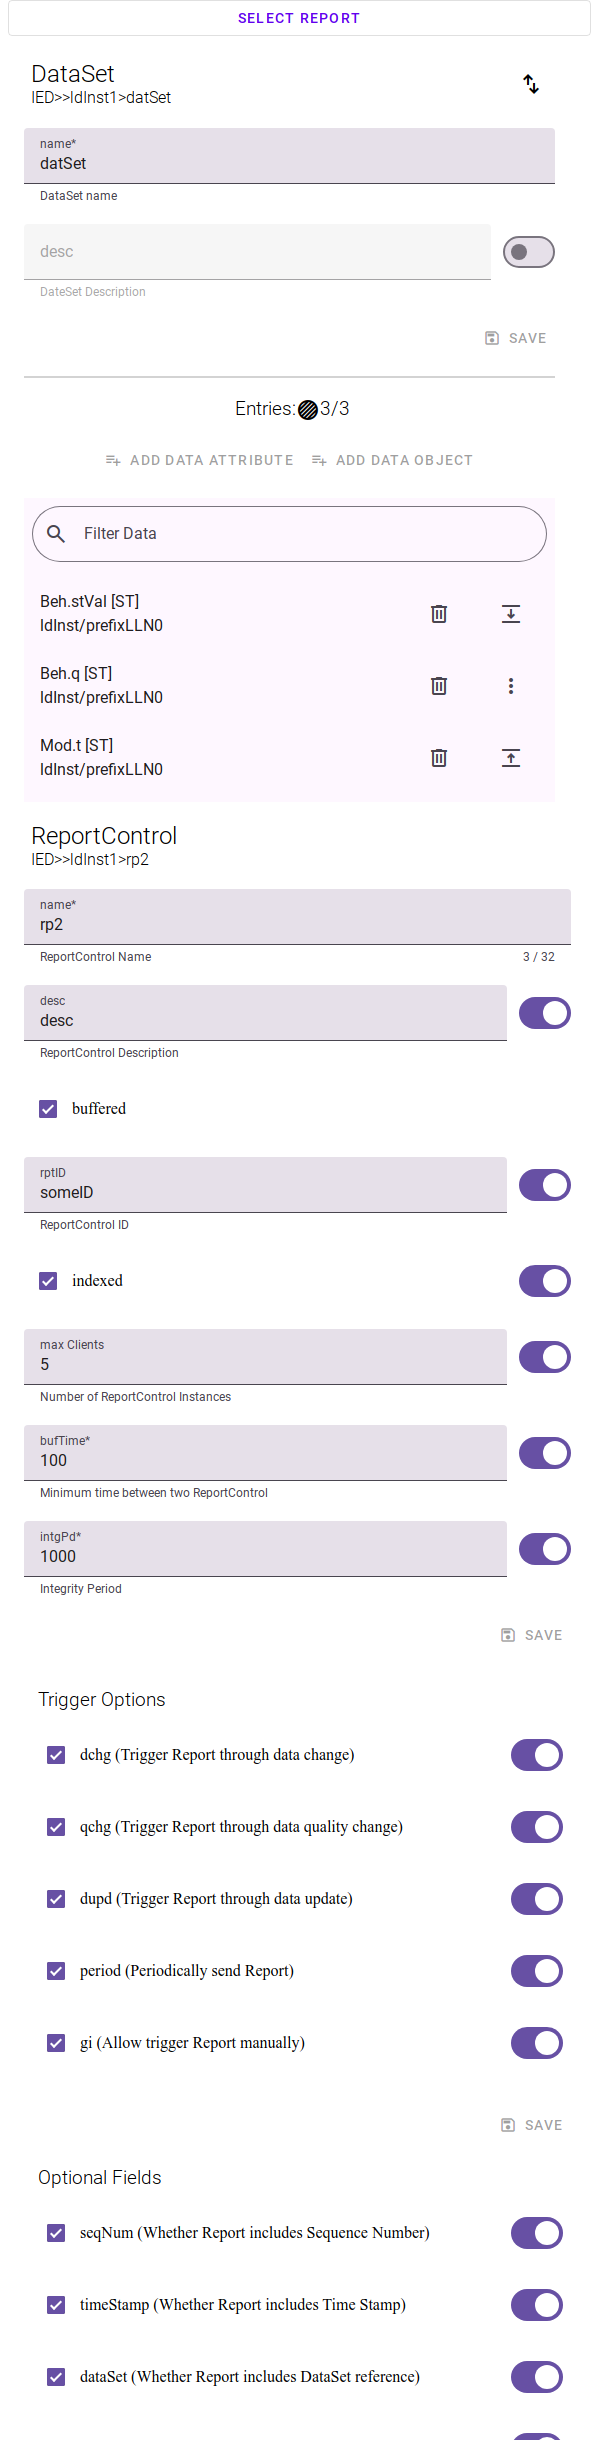 SELECT REPORT
DataSet
IED>>ldInst1>datSet
name*
datSet
DataSet name
desc
DateSet Description
SAVE
Entries: 3/3
ADD DATA ATTRIBUTE ADD DATA OBJECT
Filter Data
Beh.stVal [ST]
ldInst/prefixLLN0
Beh.q [ST]
ldInst/prefixLLN0
Mod.t [ST]
ldInst/prefixLLN0
ReportControl
IED>>ldInst1>rp2
name*
rp2
ReportControl Name 3 / 32
desc
desc
ReportControl Description
buffered
rptID
someID
ReportControl ID
indexed
max Clients
5
Number of ReportControl Instances
bufTime*
100
Minimum time between two ReportControl
intgPd*
1000
Integrity Period
SAVE
Trigger Options
dchg (Trigger Report through data change)
qchg (Trigger Report through data quality change)
dupd (Trigger Report through data update)
period (Periodically send Report)
gi (Allow trigger Report manually)
SAVE
Optional Fields
seqNum (Whether Report includes Sequence Number)
timeStamp (Whether Report includes Time Stamp)
dataSet (Whether Report includes DataSet reference)